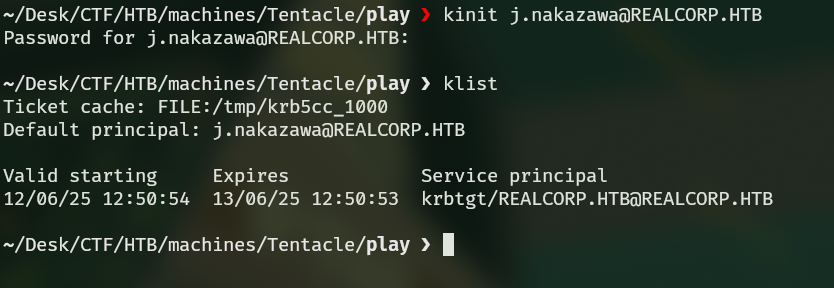 ~/Desk/CTF/HTB/machines/Tentacle/play ❯ kinit j.nakazawa@REALCORP.HTB
Password for j.nakazawa@REALCORP.HTB:
~/Desk/CTF/HTB/machines/Tentacle/play ❯ klist
Ticket cache: FILE:/tmp/krb5cc_1000
Default principal: j.nakazawa@REALCORP.HTB
Valid starting     Expires            Service principal
12/06/25 12:50:54  13/06/25 12:50:53  krbtgt/REALCORP.HTB@REALCORP.HTB
~/Desk/CTF/HTB/machines/Tentacle/play ❯